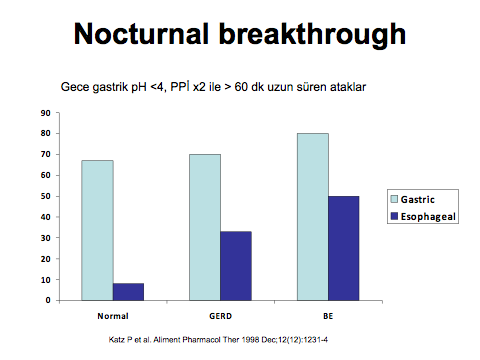 Nocturnal breakthrough
Gece gastrik pH <4, PPİ x2 ile > 60 dk uzun süren ataklar
90
80
70
60
50
40
30
20
10
0
Normal GERD BE
Gastric
Esophageal
Katz P et al. Aliment Pharmacol Ther 1998 Dec;12(12):1231-4